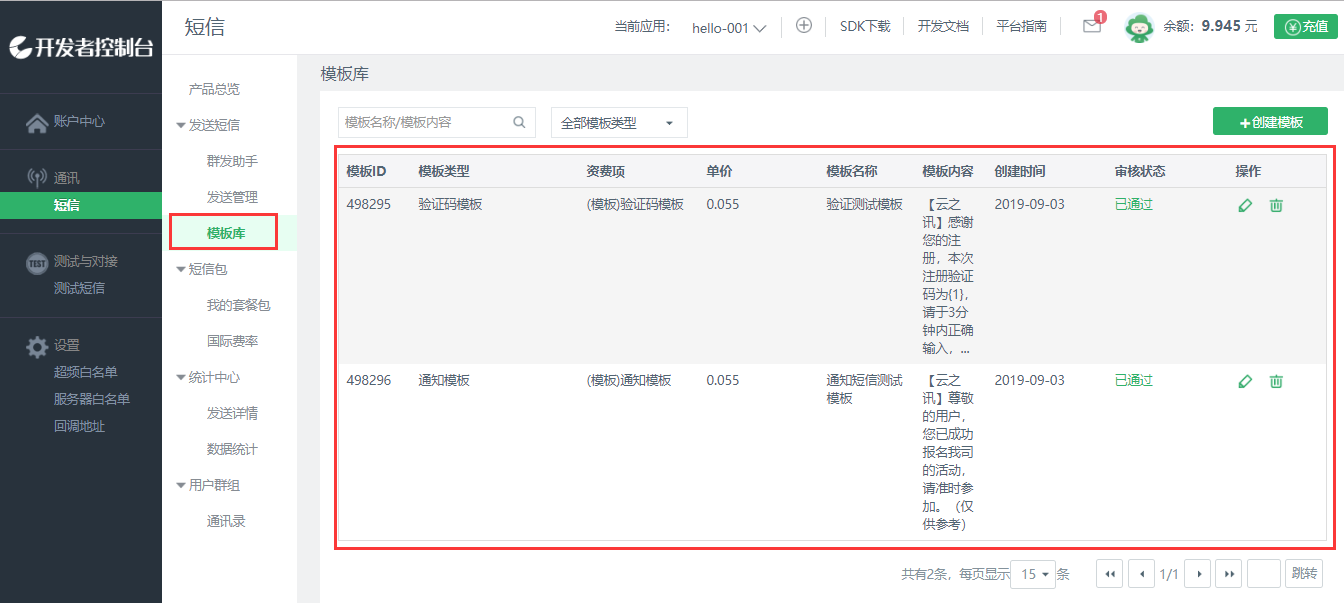 开发者控制台
账户中心
通讯
短信
TEST
测试与对接
测试短信
设置
超频白名单
服务器白名单
回调地址
短信
当前应用:
hello-001
SDK下载
开发文档
平台指南
1
余额: 9.945 元
充值
产品总览
发送短信
群发助手
发送管理
模板库
短信包
我的套餐包
国际费率
统计中心
发送详情
数据统计
用户群组
通讯录
模板库
模板名称/模板内容
全部模板类型
+创建模板
模板ID 模板类型 资费项 单价 模板名称 模板内容 创建时间 审核状态 操作
498295 验证码模板 (模板)验证码模板 0.055 验证测试模板 【云之 2019-09-03 已通过
讯】感谢
您的注
册，本次
注册验证
码为{1},
请于3分
钟内正确
输入，...
498296 通知模板 (模板)通知模板 0.055 通知短信测试 【云之 2019-09-03 已通过
模板 讯】尊敬
的用户，
您已成功
报名我司
的活动，
请准时参
加。（仅
供参考）
共有2条，每页显示 15 条
1/1
跳转